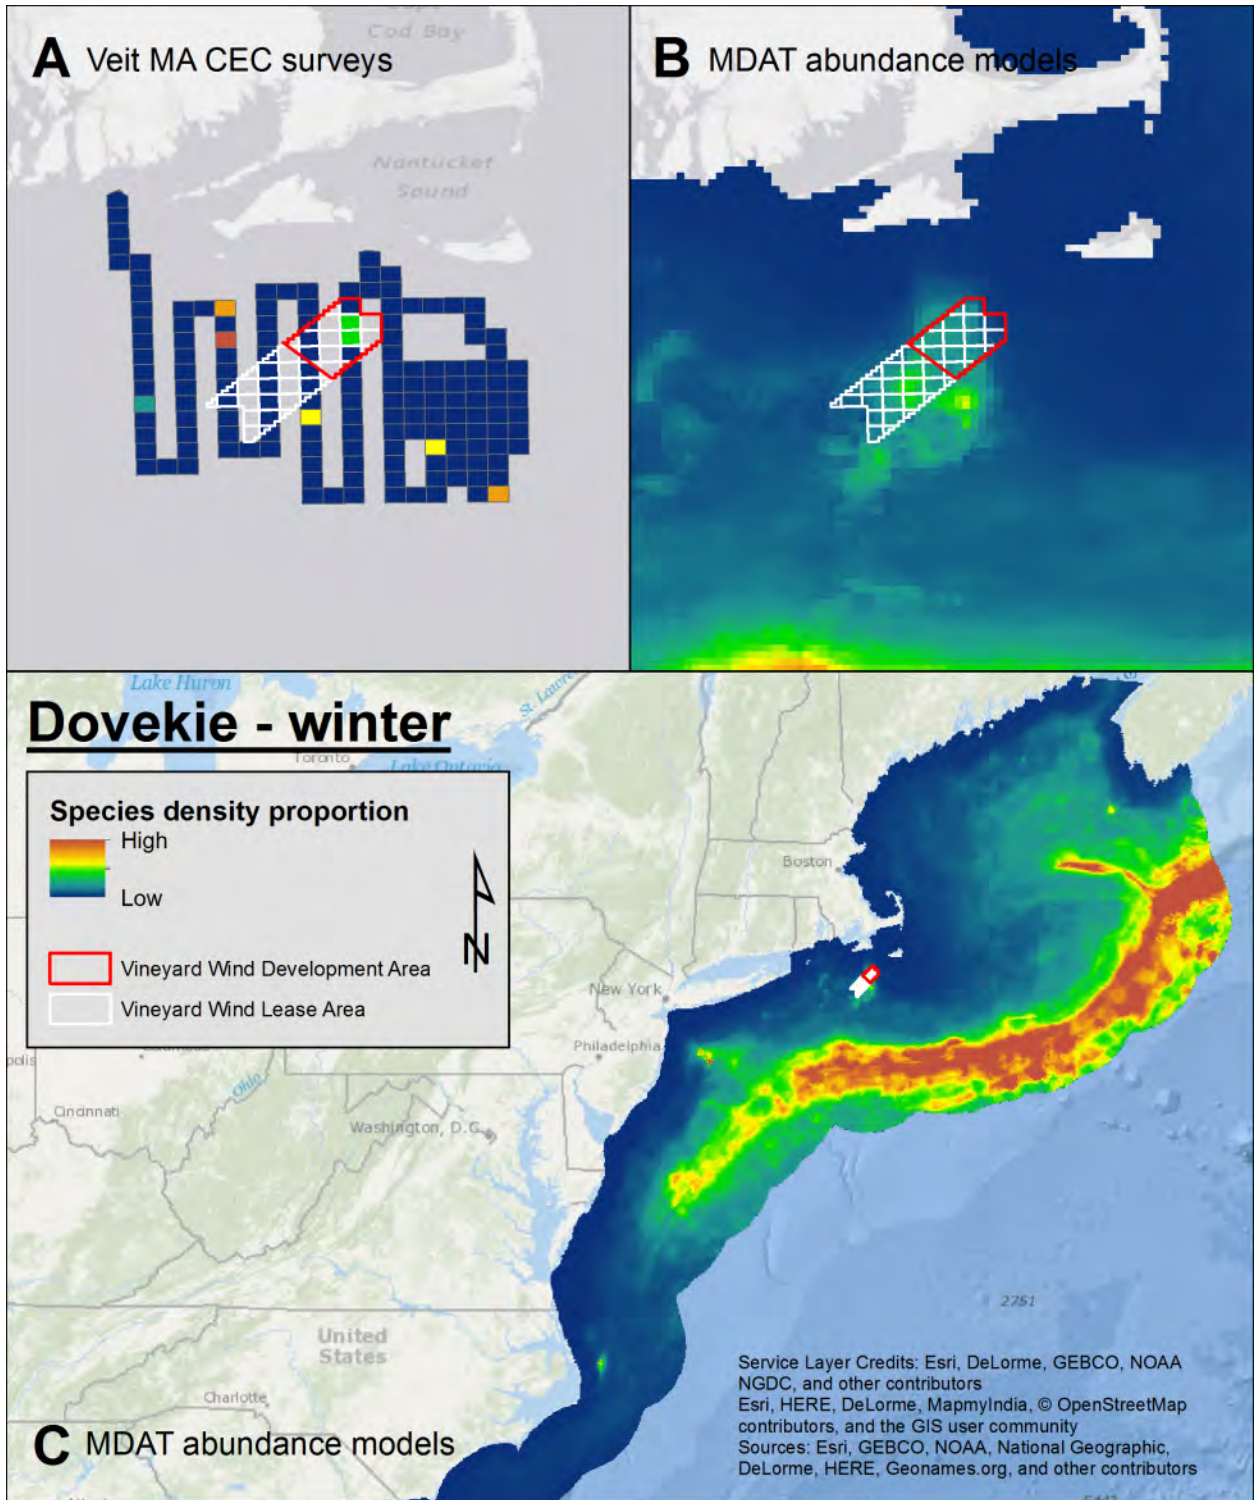 Cape
Cod Bay
A Veit MA CEC surveys
Nantucket
Sound
B MDAT abundance models
Lake Huron
St. Lawre
Dovekie - winter
Toronto
Lake Ontario
Species density proportion
High
Low
N
Vineyard Wind Development Area
Vineyard Wind Lease Area
Boston
New York
Philadelphia
polis
Columbus
Ohio
Cincinnati
Washington, D.C.
2751
United
States
Charlotte
Service Layer Credits: Esri, DeLorme, GEBCO, NOAA
NGDC, and other contributors
Esri, HERE, DeLorme, MapmyIndia, © OpenStreetMap
contributors, and the GIS user community
Sources: Esri, GEBCO, NOAA, National Geographic,
DeLorme, HERE, Geonames.org, and other contributors
C MDAT abundance models